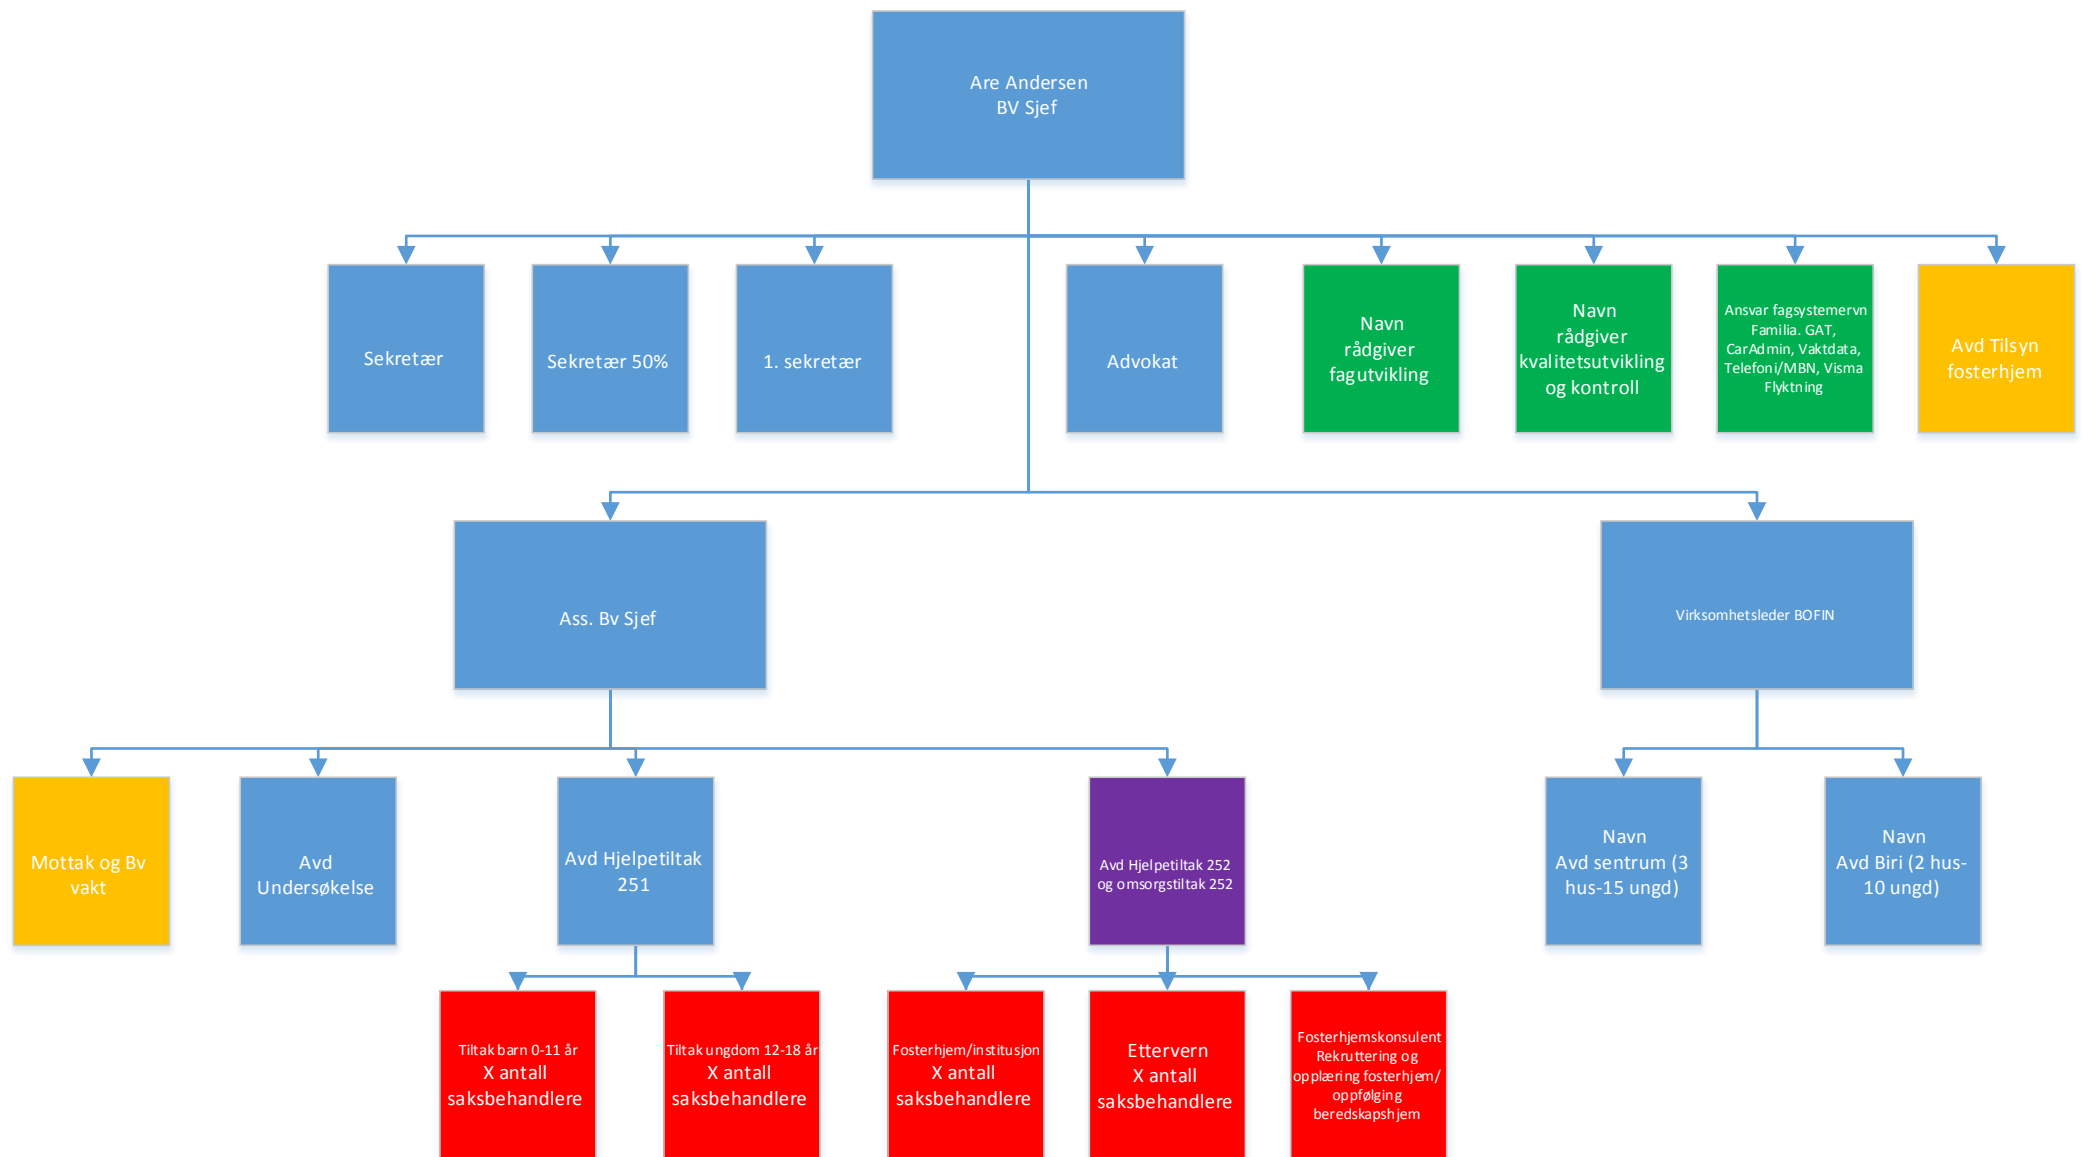 Are Andersen
BV Sjef
Sekretær
Sekretær 50%
1. sekretær
Advokat
Navn
rådgiver
fagutvikling
Navn
rådgiver
kvalitetsutvikling
og kontroll
Ansvar fagsystemervn
Familia. GAT,
CarAdmin, Vaktdata,
Telefoni/MBN, Visma
Flyktning
Avd Tilsyn
fosterhjem
Ass. Bv Sjef
Virksomhetsleder BOFIN
Mottak og Bv
vakt
Avd
Undersøkelse
Avd Hjelpetiltak
251
Avd Hjelpetiltak 252
og omsorgstiltak 252
Navn
Avd sentrum (3
hus-15 ungd)
Navn
Avd Biri (2 hus-
10 ungd)
Tiltak barn 0-11 år
X antall
saksbehandlere
Tiltak ungdom 12-18 år
X antall
saksbehandlere
Fosterhjem/institusjon
X antall
saksbehandlere
Ettervern
X antall
saksbehandlere
Fosterhjemskonsulent
Rekruttering og
opplæring fosterhjem/
oppfølging
beredskapshjem